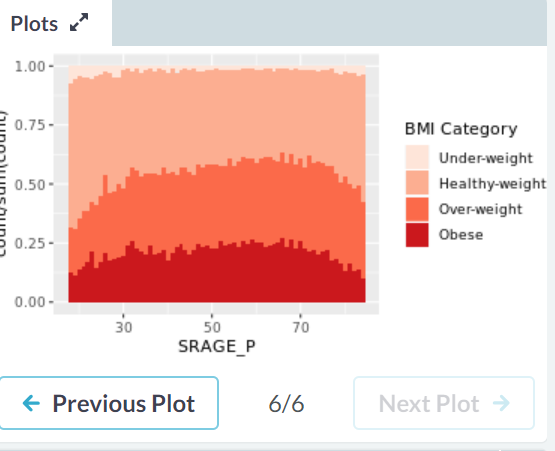 Plots
1.00
0.75
0.50
0.25
0.00
count/sum(count)
30 50 70
SRAGE_P
BMI Category
Under-weight
Healthy-weight
Over-weight
Obese
← Previous Plot
6/6
Next Plot →